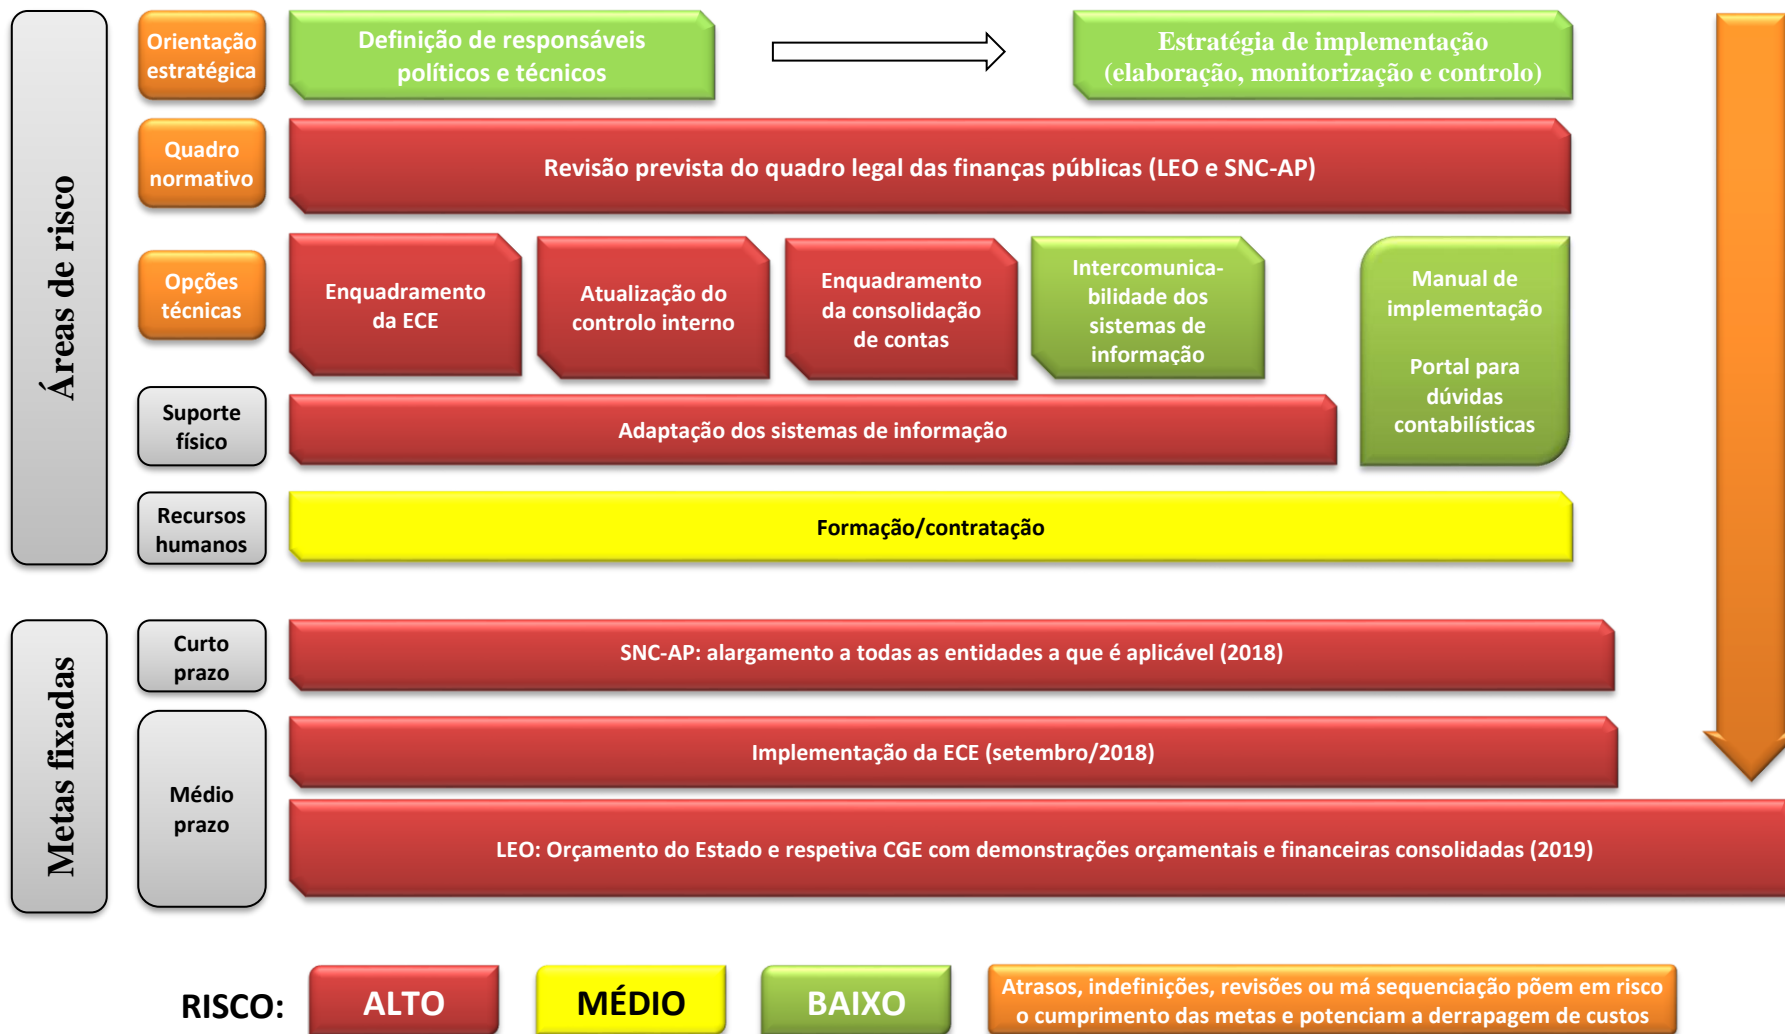 Áreas de risco
Orientação
estratégica
Definição de responsáveis
políticos e técnicos
Estratégia de implementação
(elaboração, monitorização e controlo)
Quadro
normativo
Revisão prevista do quadro legal das finanças públicas (LEO e SNC-AP)
Opções
técnicas
Enquadramento
da ECE
Atualização do
controlo interno
Enquadramento
da consolidação
de contas
Intercomunica-
bilidade dos
sistemas de
informação
Manual de
implementação
Portal para
dúvidas
contabilísticas
Suporte
físico
Adaptação dos sistemas de informação
Recursos
humanos
Formação/contratação
Metas fixadas
Curto
prazo
SNC-AP: alargamento a todas as entidades a que é aplicável (2018)
Médio
prazo
Implementação da ECE (setembro/2018)
LEO: Orçamento do Estado e respetiva CGE com demonstrações orçamentais e financeiras consolidadas (2019)
RISCO:
ALTO
MÉDIO
BAIXO
Atrasos, indefinições, revisões ou má sequenciação põem em risco
o cumprimento das metas e potenciam a derrapagem de custos